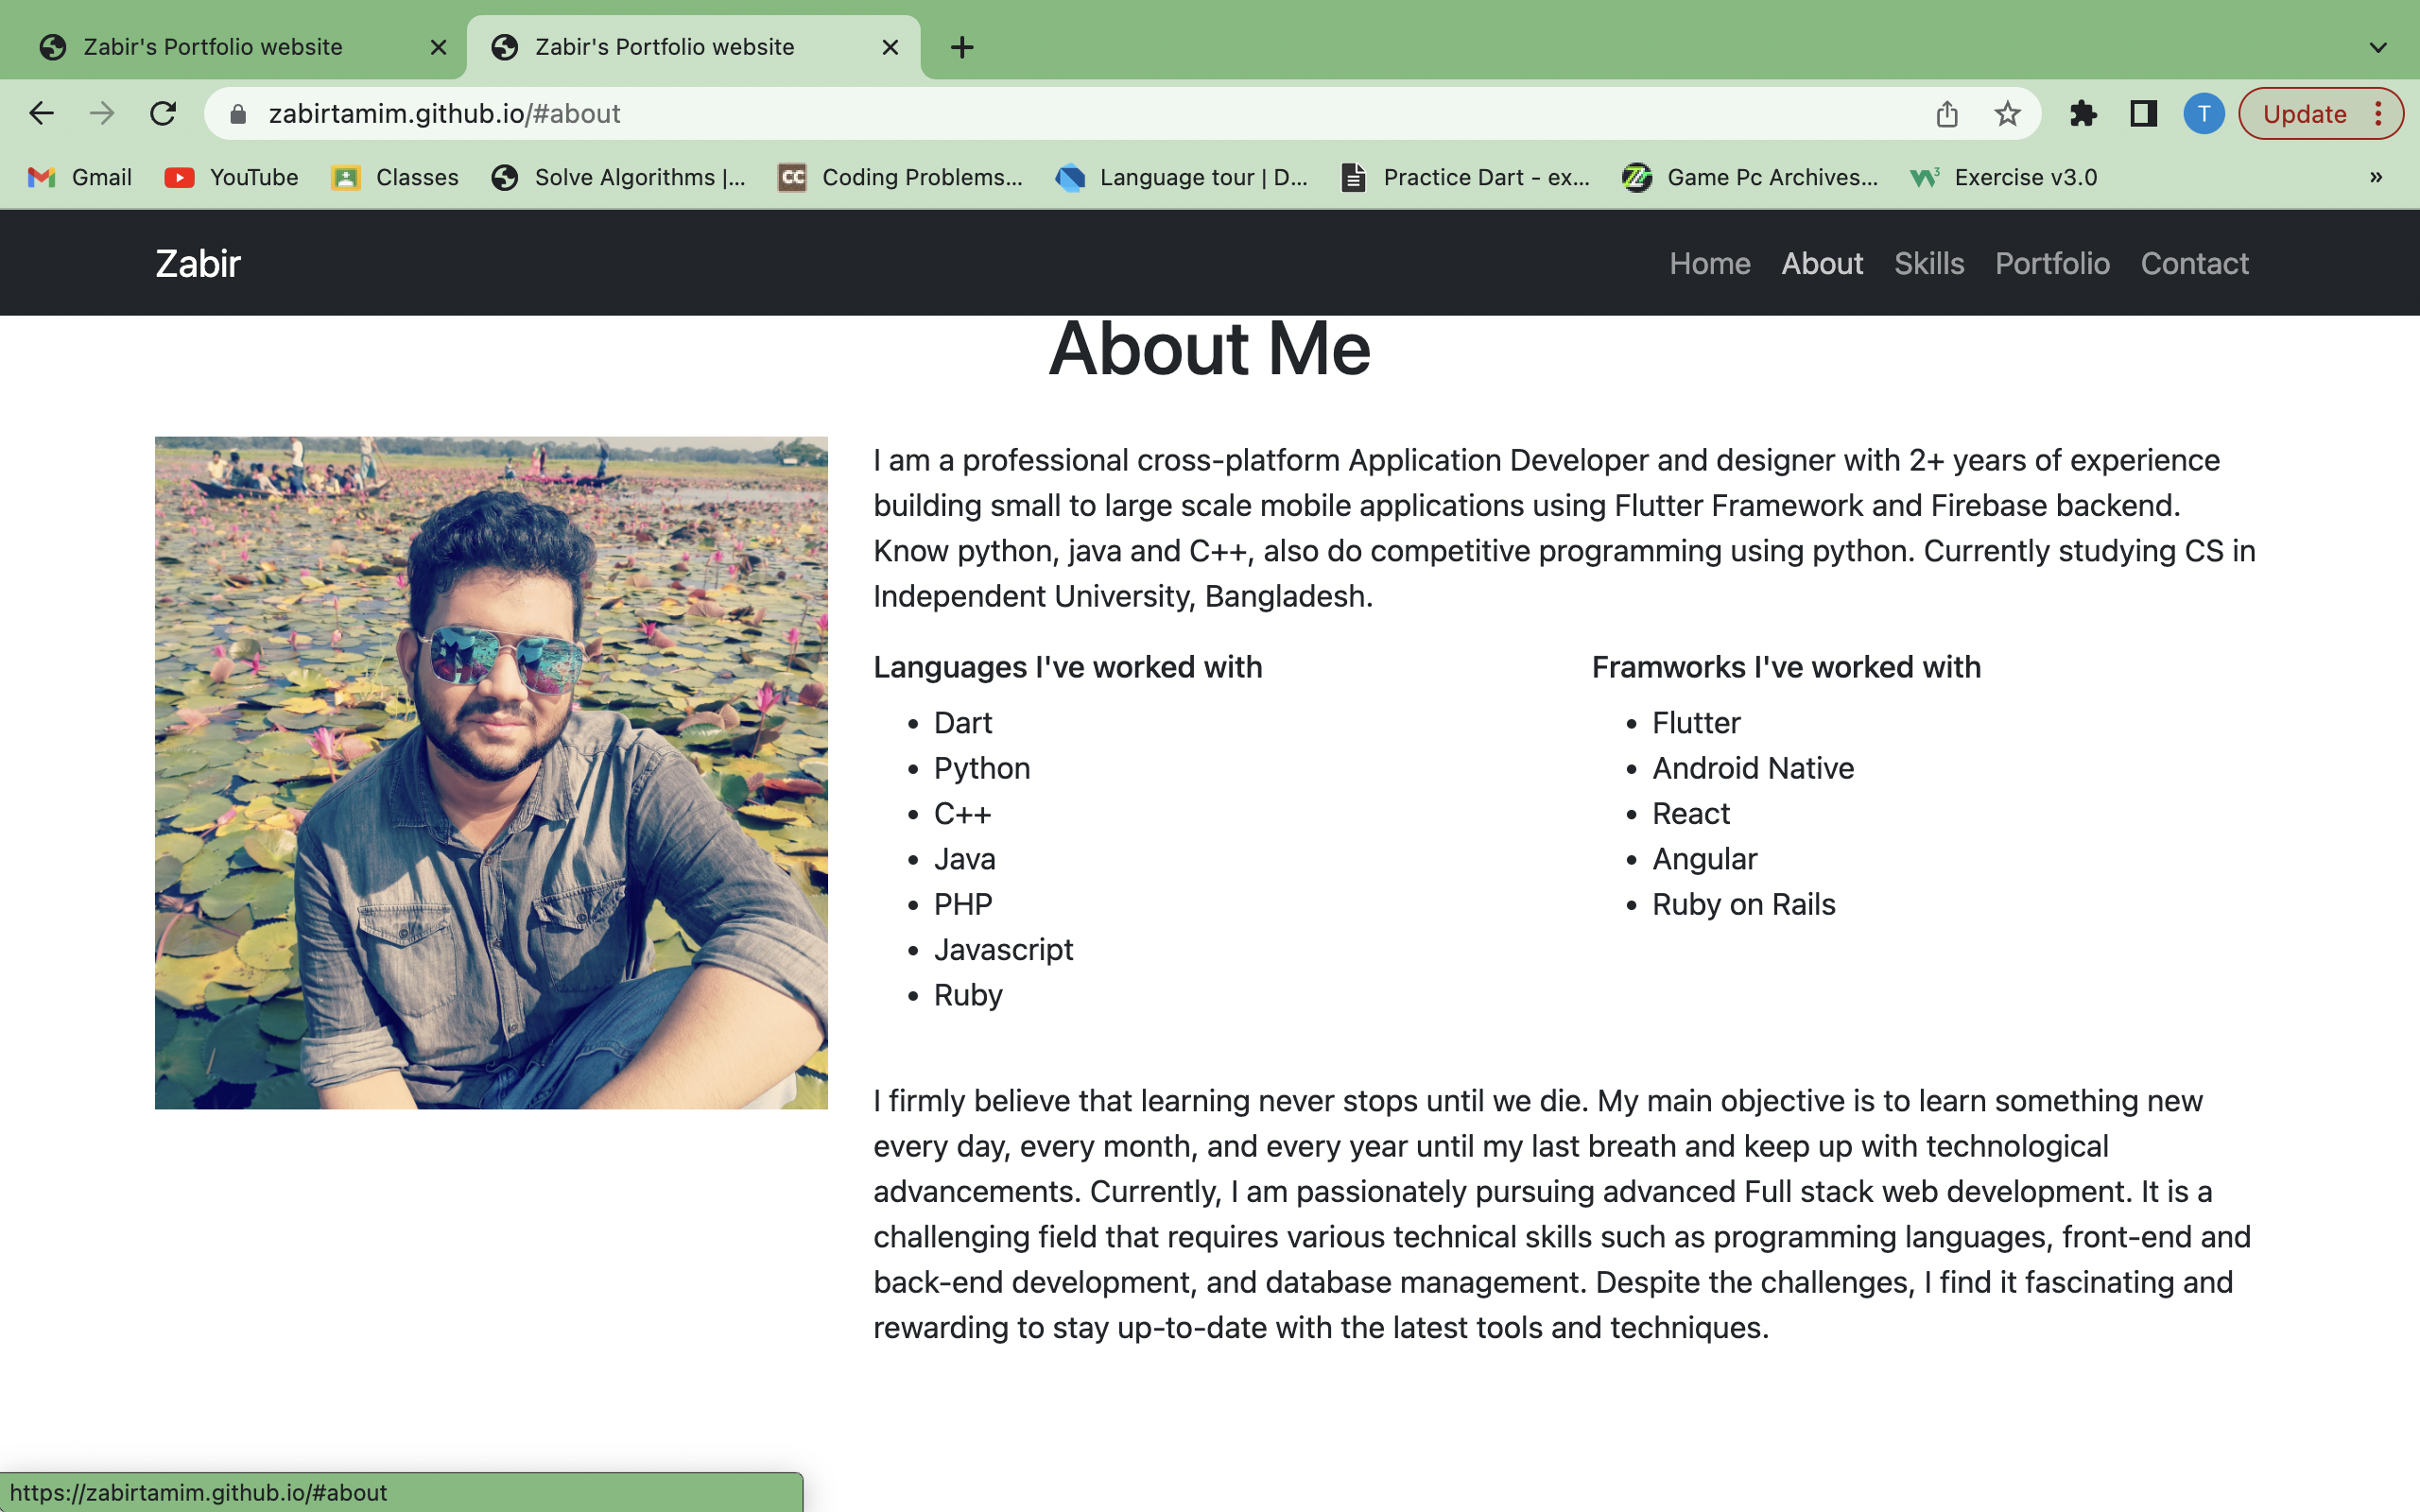 Zabir's Portfolio website
Zabir's Portfolio website
zabirtamim.github.io/#about
T
Update
Gmail
YouTube
Classes
Solve Algorithms |...
CC
Coding Problems...
Language tour | D...
Practice Dart - ex...
Game Pc Archives...
Exercise v3.0
»
Zabir
Home About Skills Portfolio Contact
About Me
I am a professional cross-platform Application Developer and designer with 2+ years of experience
building small to large scale mobile applications using Flutter Framework and Firebase backend.
Know python, java and C++, also do competitive programming using python. Currently studying CS in
Independent University, Bangladesh.
Languages I've worked with
• Dart
• Python
• C++
• Java
• PHP
• Javascript
• Ruby
Framworks I've worked with
• Flutter
• Android Native
• React
• Angular
• Ruby on Rails
I firmly believe that learning never stops until we die. My main objective is to learn something new
every day, every month, and every year until my last breath and keep up with technological
advancements. Currently, I am passionately pursuing advanced Full stack web development. It is a
challenging field that requires various technical skills such as programming languages, front-end and
back-end development, and database management. Despite the challenges, I find it fascinating and
rewarding to stay up-to-date with the latest tools and techniques.
https://zabirtamim.github.io/#about